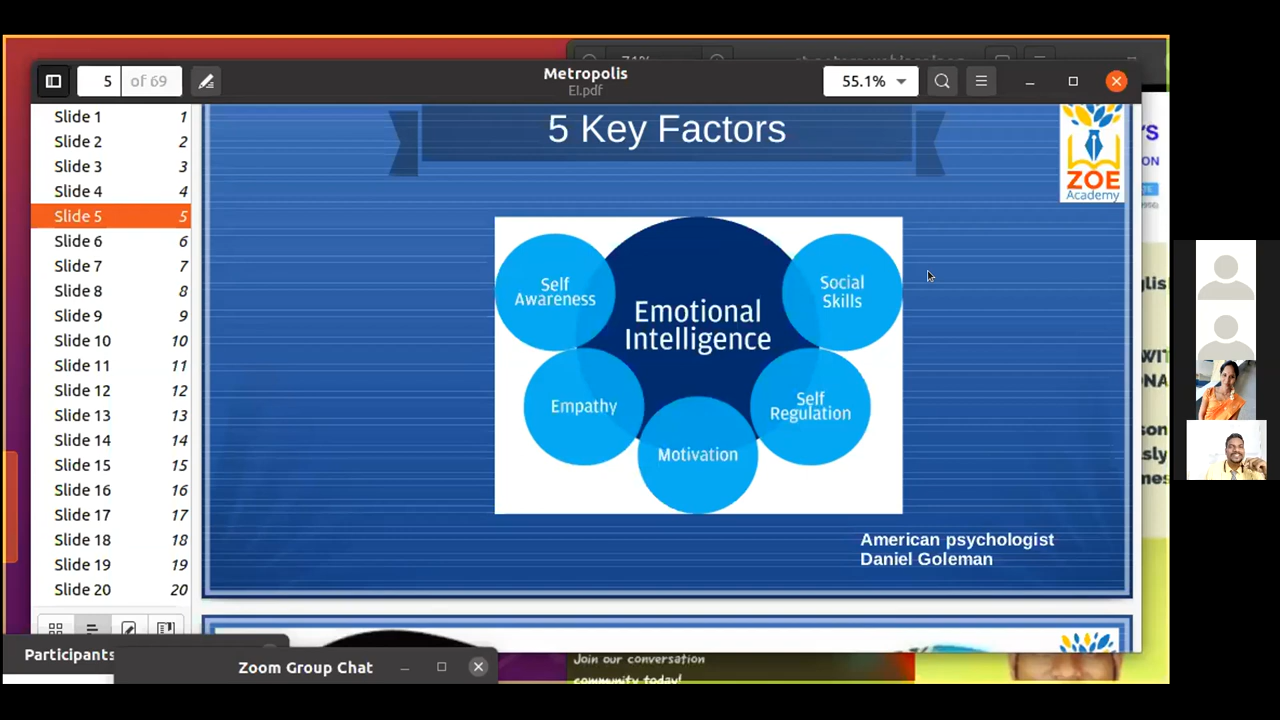 5
of 69
Metropolis
EI.pdf
55.1%
Slide 1 1
Slide 2 2
Slide 3 3
Slide 4 4
Slide 5 5
Slide 6 6
Slide 7 7
Slide 8 8
Slide 9 9
Slide 10 10
Slide 11 11
Slide 12 12
Slide 13 13
Slide 14 14
Slide 15 15
Slide 16 16
Slide 17 17
Slide 18 18
Slide 19 19
Slide 20 20
5 Key Factors
ZOE
Academy
Self
Awareness
Emotional
Intelligence
Social
Skills
Empathy
Self
Regulation
Motivation
American psychologist
Daniel Goleman
Participants
Zoom Group Chat
Join our conversation
community today!